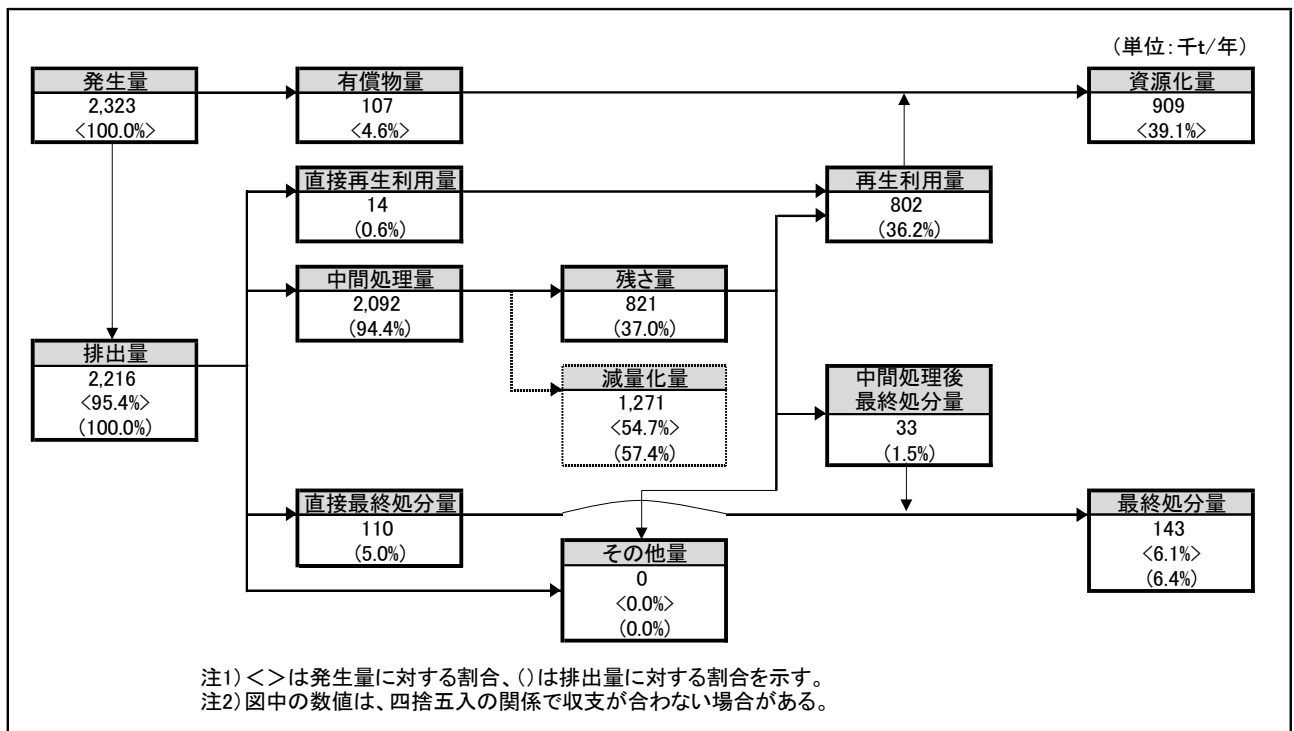 （単位：千t/年）
発生量
2,323
<100.0%>
有償物量
107
<4.6%>
資源化量
909
<39.1%>
直接再生利用量
14
(0.6%)
再生利用量
802
(36.2%)
中間処理量
2,092
(94.4%)
残さ量
821
(37.0%)
排出量
2,216
<95.4%>
(100.0%)
減量化量
1,271
<54.7%>
(57.4%)
中間処理後
最終処分量
33
(1.5%)
直接最終処分量
110
(5.0%)
最終処分量
143
<6.1%>
(6.4%)
その他量
0
<0.0%>
(0.0%)
注1）＜＞は発生量に対する割合、（）は排出量に対する割合を示す。
注2）図中の数値は、四捨五入の関係で収支が合わない場合がある。